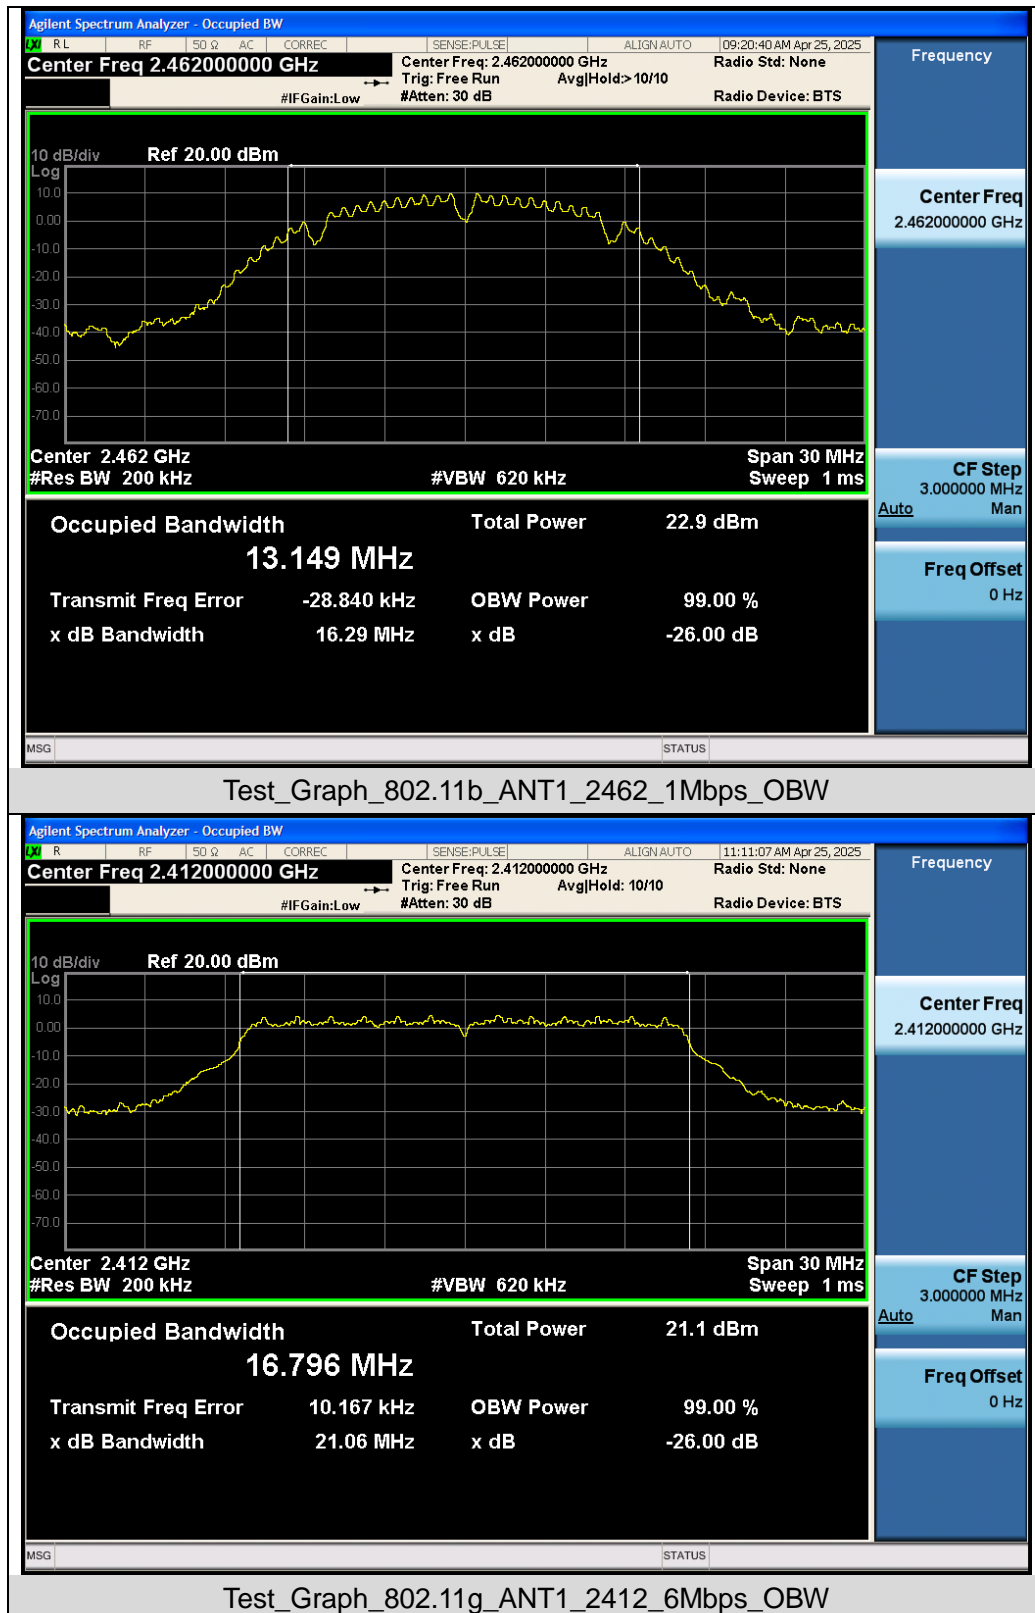 Agilent Spectrum Analyzer - Occupied BW
LXI RL RF 50 Ω AC CORREC SENSE:PULSE ALIGN AUTO 09:20:40 AM Apr 25, 2025
Center Freq 2.462000000 GHz Center Freq: 2.462000000 GHz Radio Std: None
Trig: Free Run Avg|Hold:> 10/10
#IFGain:Low #Atten: 30 dB Radio Device: BTS
Frequency
10 dB/div Ref 20.00 dBm
Log
10.0
0.00
-10.0
-20.0
-30.0
-40.0
-50.0
-60.0
-70.0
Center 2.462 GHz Span 30 MHz
#Res BW 200 kHz #VBW 620 kHz Sweep 1 ms
Center Freq
2.462000000 GHz
CF Step
3.000000 MHz
Auto Man
Freq Offset
0 Hz
Occupied Bandwidth Total Power 22.9 dBm
13.149 MHz
Transmit Freq Error -28.840 kHz OBW Power 99.00 %
x dB Bandwidth 16.29 MHz x dB -26.00 dB
MSG STATUS
Test_Graph_802.11b_ANT1_2462_1Mbps_OBW
Agilent Spectrum Analyzer - Occupied BW
LXI R RF 50 Ω AC CORREC SENSE:PULSE ALIGN AUTO 11:11:07 AM Apr 25, 2025
Center Freq 2.412000000 GHz Center Freq: 2.412000000 GHz Radio Std: None
Trig: Free Run Avg|Hold: 10/10
#IFGain:Low #Atten: 30 dB Radio Device: BTS
Frequency
10 dB/div Ref 20.00 dBm
Log
10.0
0.00
-10.0
-20.0
-30.0
-40.0
-50.0
-60.0
-70.0
Center 2.412 GHz Span 30 MHz
#Res BW 200 kHz #VBW 620 kHz Sweep 1 ms
Center Freq
2.412000000 GHz
CF Step
3.000000 MHz
Auto Man
Freq Offset
0 Hz
Occupied Bandwidth Total Power 21.1 dBm
16.796 MHz
Transmit Freq Error 10.167 kHz OBW Power 99.00 %
x dB Bandwidth 21.06 MHz x dB -26.00 dB
MSG STATUS
Test_Graph_802.11g_ANT1_2412_6Mbps_OBW